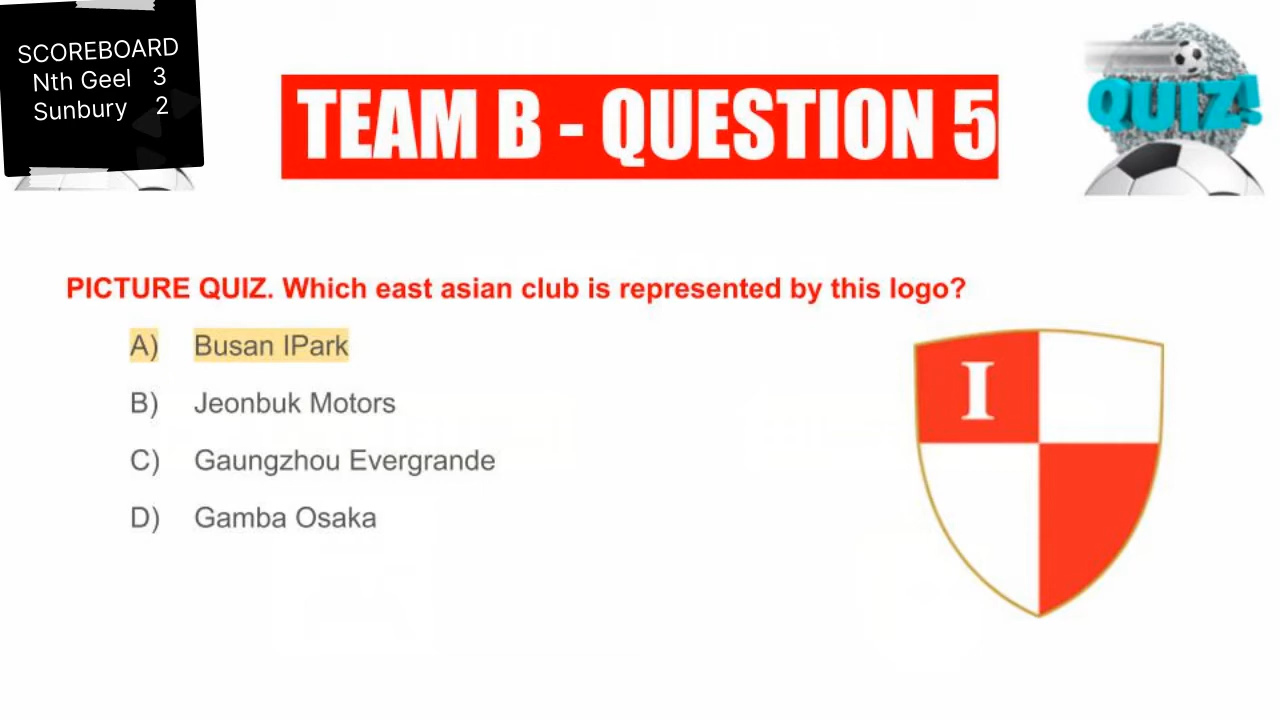 SCOREBOARD
Nth Geel 3
Sunbury 2
TEAM B - QUESTION 5
QUIZ!
PICTURE QUIZ. Which east asian club is represented by this logo?
A) Busan IPark
B) Jeonbuk Motors
C) Gaungzhou Evergrande
D) Gamba Osaka
I